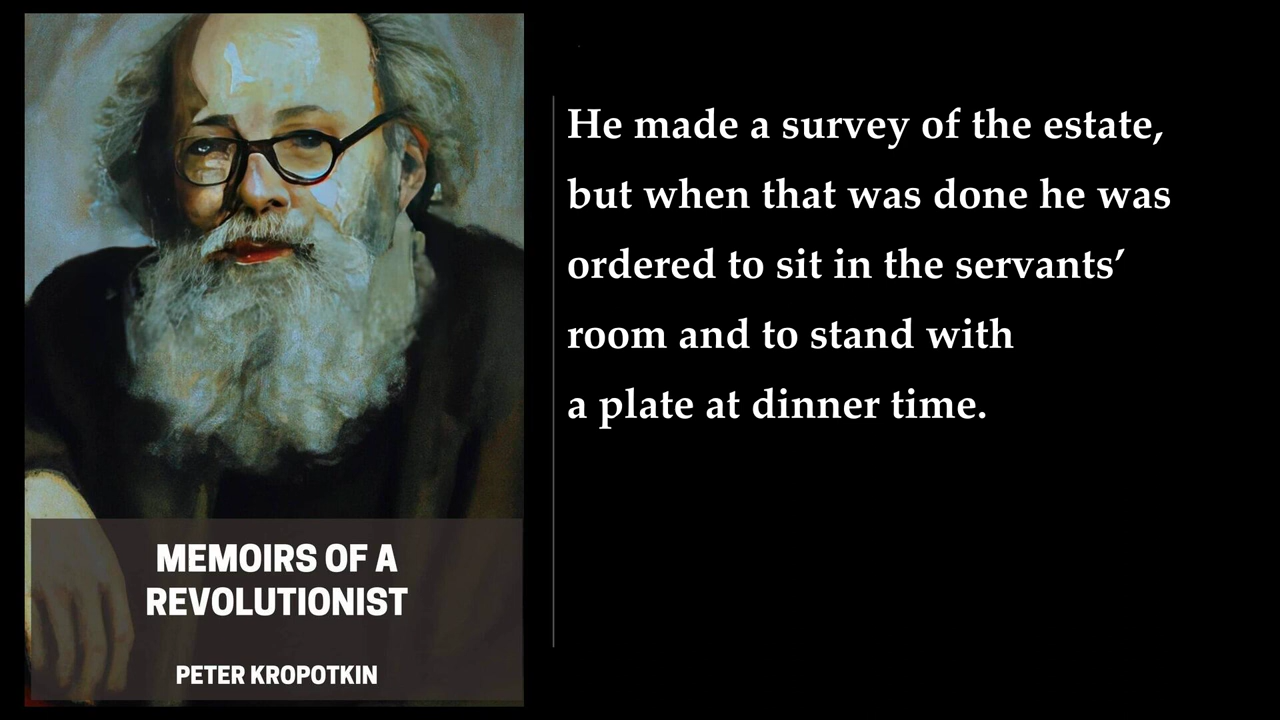 He made a survey of the estate,
but when that was done he was
ordered to sit in the servants’
room and to stand with
a plate at dinner time.
MEMOIRS OF A
REVOLUTIONIST
PETER KROPOTKIN